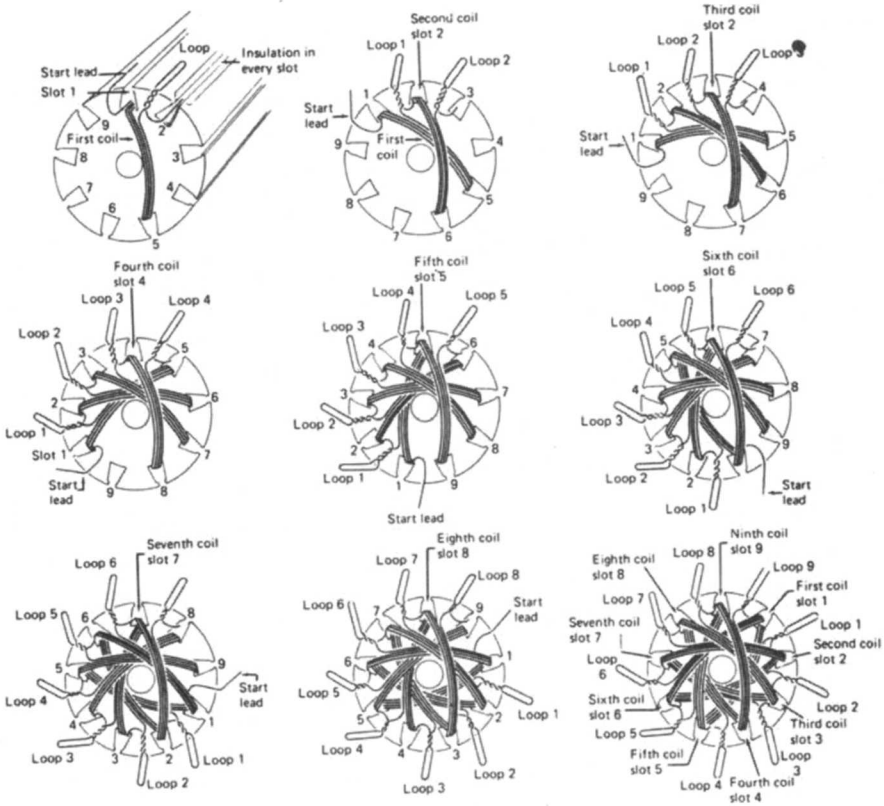 Loop
Insulation in
every slot
Start lead
Slot 1
9
2
First coil
8
3
7
4
6
5
Second coil
slot 2
Loop 1
Loop 2
1
3
Start
lead
First
coil
9
4
8
5
7
6
Third coil
slot 2
Loop 2
Loop 3
Loop 1
2
4
Start
lead
1
5
9
6
8
7
Fourth coil
slot 4
Loop 3
Loop 4
Loop 2
3
5
2
6
Loop 1
Slot 1
7
Start
lead
9
8
Fifth coil
slot 5
Loop 4
Loop 5
Loop 3
4
6
3
7
Loop 2
2
8
Loop 1
1
9
Start lead
Sixth coil
slot 6
Loop 5
Loop 6
Loop 4
5
7
4
8
Loop 3
3
9
Loop 2
2
Loop 1
Start
lead
Seventh coil
slot 7
Loop 6
Loop 5
6
8
5
9
Loop 4
Start
lead
4
1
Loop 3
3
2
Loop 1
Loop 2
Eighth coil
slot 8
Loop 7
Loop 8
Loop 6
7
9
Start
lead
6
1
Loop 5
5
2
Loop 1
Loop 4
4
3
Loop 2
Loop 3
Ninth coil
slot 9
Eighth coil
slot 8
Loop 8
Loop 9
First coil
slot 1
Loop 7
Loop 1
Seventh coil
slot 7
Second coil
slot 2
Loop
6
Loop 2
Sixth coil
slot 6
Third coil
slot 3
Loop 5
Fifth coil
slot 5
Loop
3
Loop 4
Fourth coil
slot 4